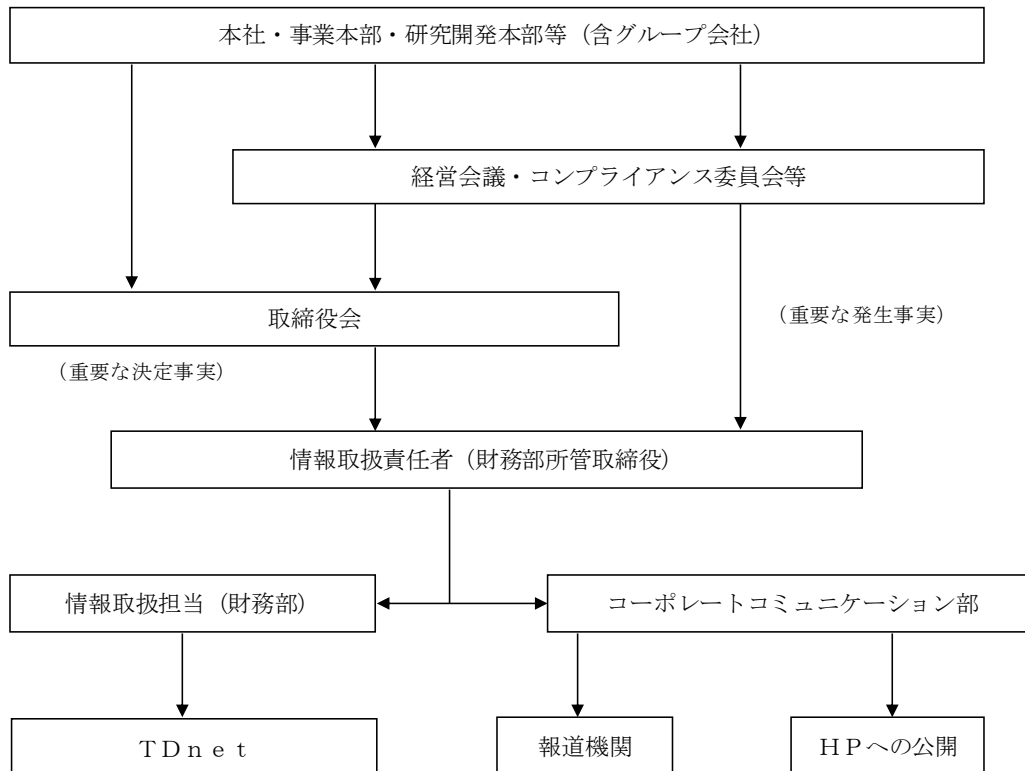 本社・事業本部・研究開発本部等（含グループ会社）
経営会議・コンプライアンス委員会等
取締役会
（重要な発生事実）
（重要な決定事実）
情報取扱責任者（財務部所管取締役）
情報取扱担当（財務部）
コーポレートコミュニケーション部
ＴＤｎｅｔ
報道機関
ＨＰへの公開